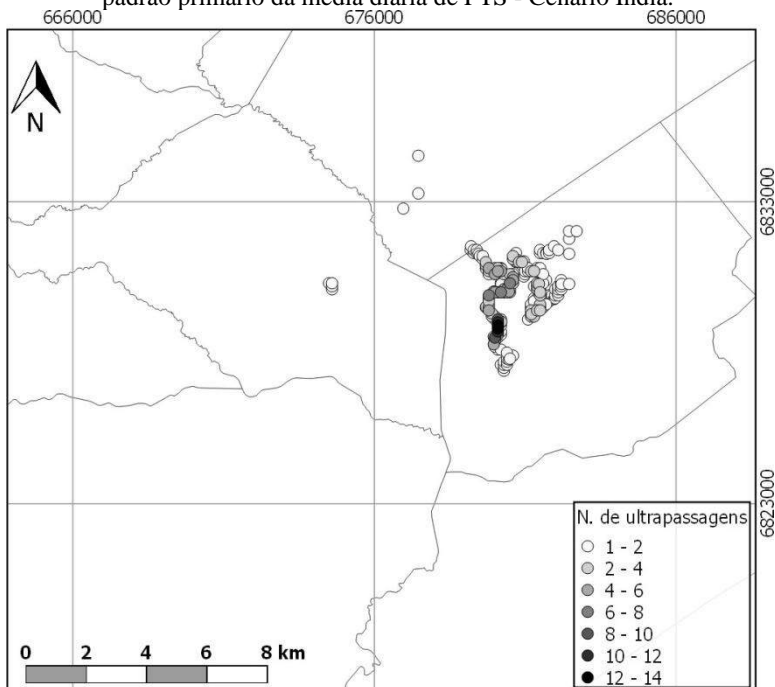 padrão primário da média diária de PTS - Cenário Índia.
666000 676000 686000
N
6833000
6823000
N. de ultrapassagens
1 - 2
2 - 4
4 - 6
6 - 8
8 - 10
10 - 12
12 - 14
0 2 4 6 8 km